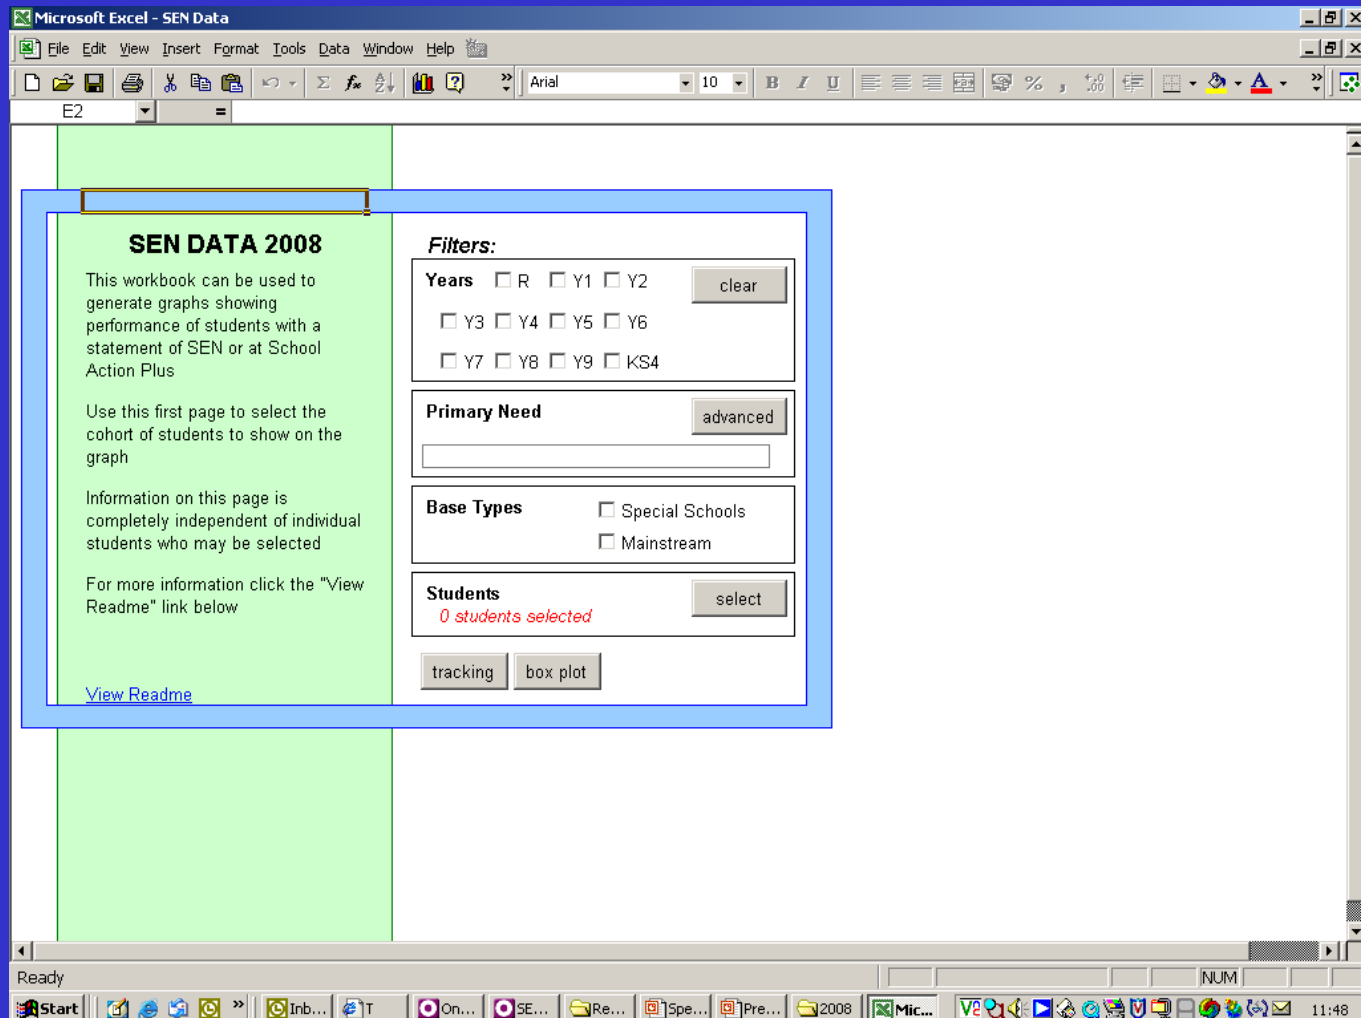 Microsoft Excel - SEN Data
File Edit View Insert Format Tools Data Window Help
Arial 10 B I U % ,
E2 =
SEN DATA 2008
This workbook can be used to
generate graphs showing
performance of students with a
statement of SEN or at School
Action Plus
Use this first page to select the
cohort of students to show on the
graph
Information on this page is
completely independent of individual
students who may be selected
For more information click the "View
Readme" link below
View Readme
Filters:
Years R Y1 Y2 clear
Y3 Y4 Y5 Y6
Y7 Y8 Y9 KS4
Primary Need advanced
Base Types Special Schools
Mainstream
Students select
0 students selected
tracking box plot
Ready NUM
Start Inb... T On... SE... Re... Spe... Pre... 2008 Mic... 11:48